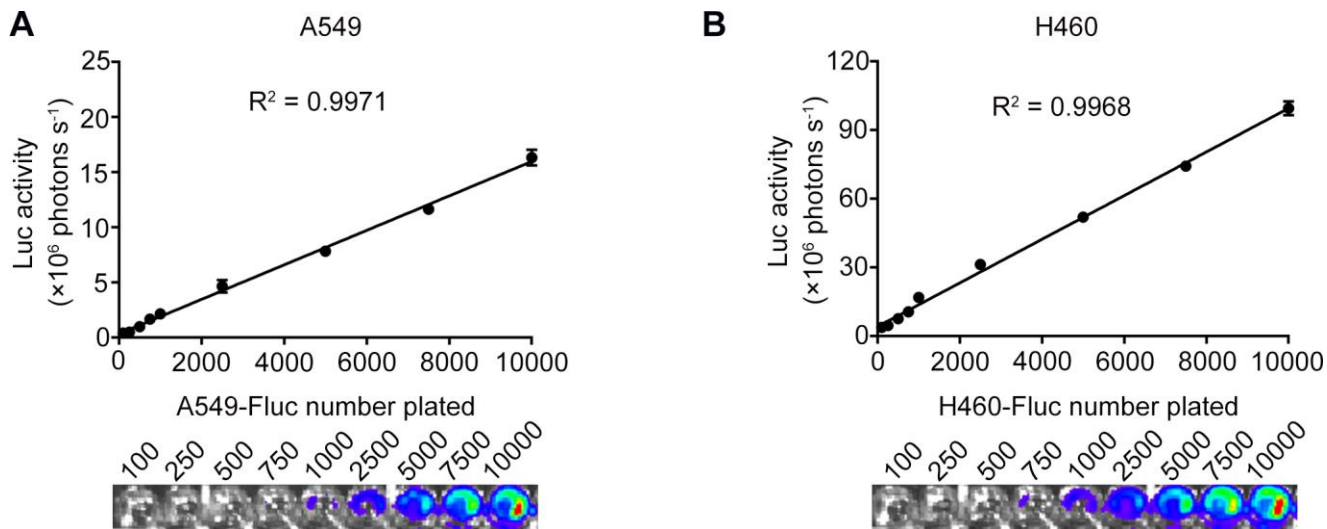 A
A549
25
20
15
10
5
0
Luc activity
(×10⁶ photons s⁻¹)
R² = 0.9971
0 2000 4000 6000 8000 10000
A549-Fluc number plated
100 250 500 750 1000 2500 5000 7500 10000
B
H460
120
90
60
30
0
Luc activity
(×10⁶ photons s⁻¹)
R² = 0.9968
0 2000 4000 6000 8000 10000
H460-Fluc number plated
100 250 500 750 1000 2500 5000 7500 10000